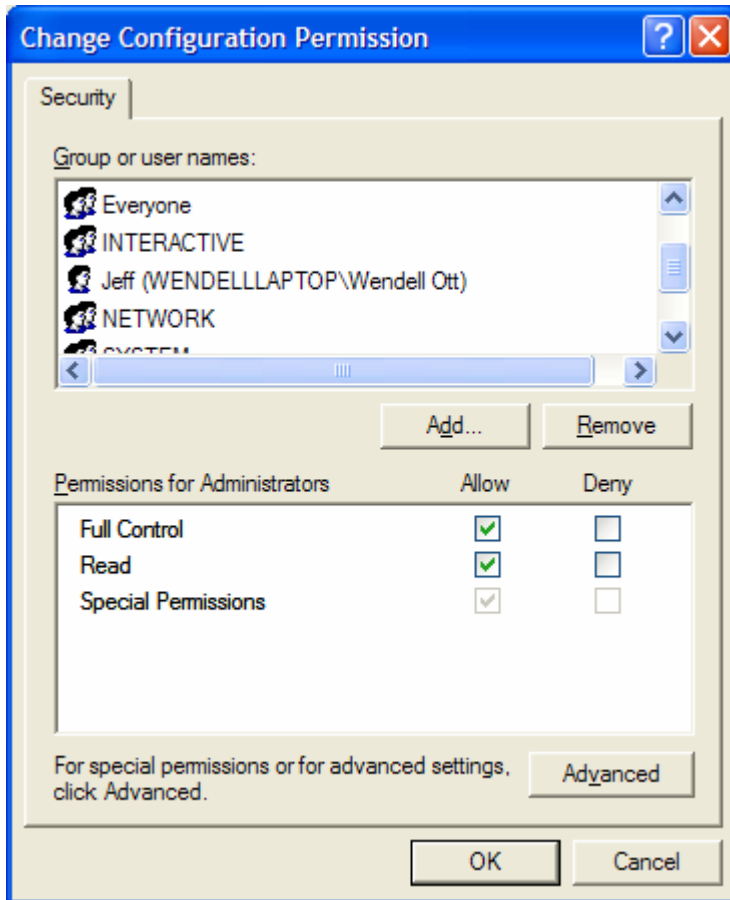 Change Configuration Permission
Security
Group or user names:
Everyone
INTERACTIVE
Jeff (WENDELLLAPTOP\Wendell Ott)
NETWORK
SYSTEM
Add... Remove
Permissions for Administrators Allow Deny
Full Control
Read
Special Permissions
For special permissions or for advanced settings,
click Advanced.
Advanced
OK Cancel